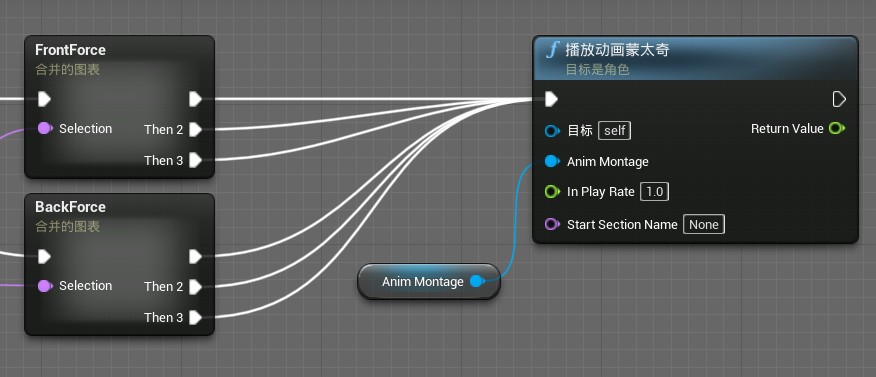 FrontForce
合并的图表
Selection
Then 2
Then 3
BackForce
合并的图表
Selection
Then 2
Then 3
Anim Montage
f 播放动画蒙太奇
目标是角色
目标 self
Return Value
Anim Montage
In Play Rate 1.0
Start Section Name None